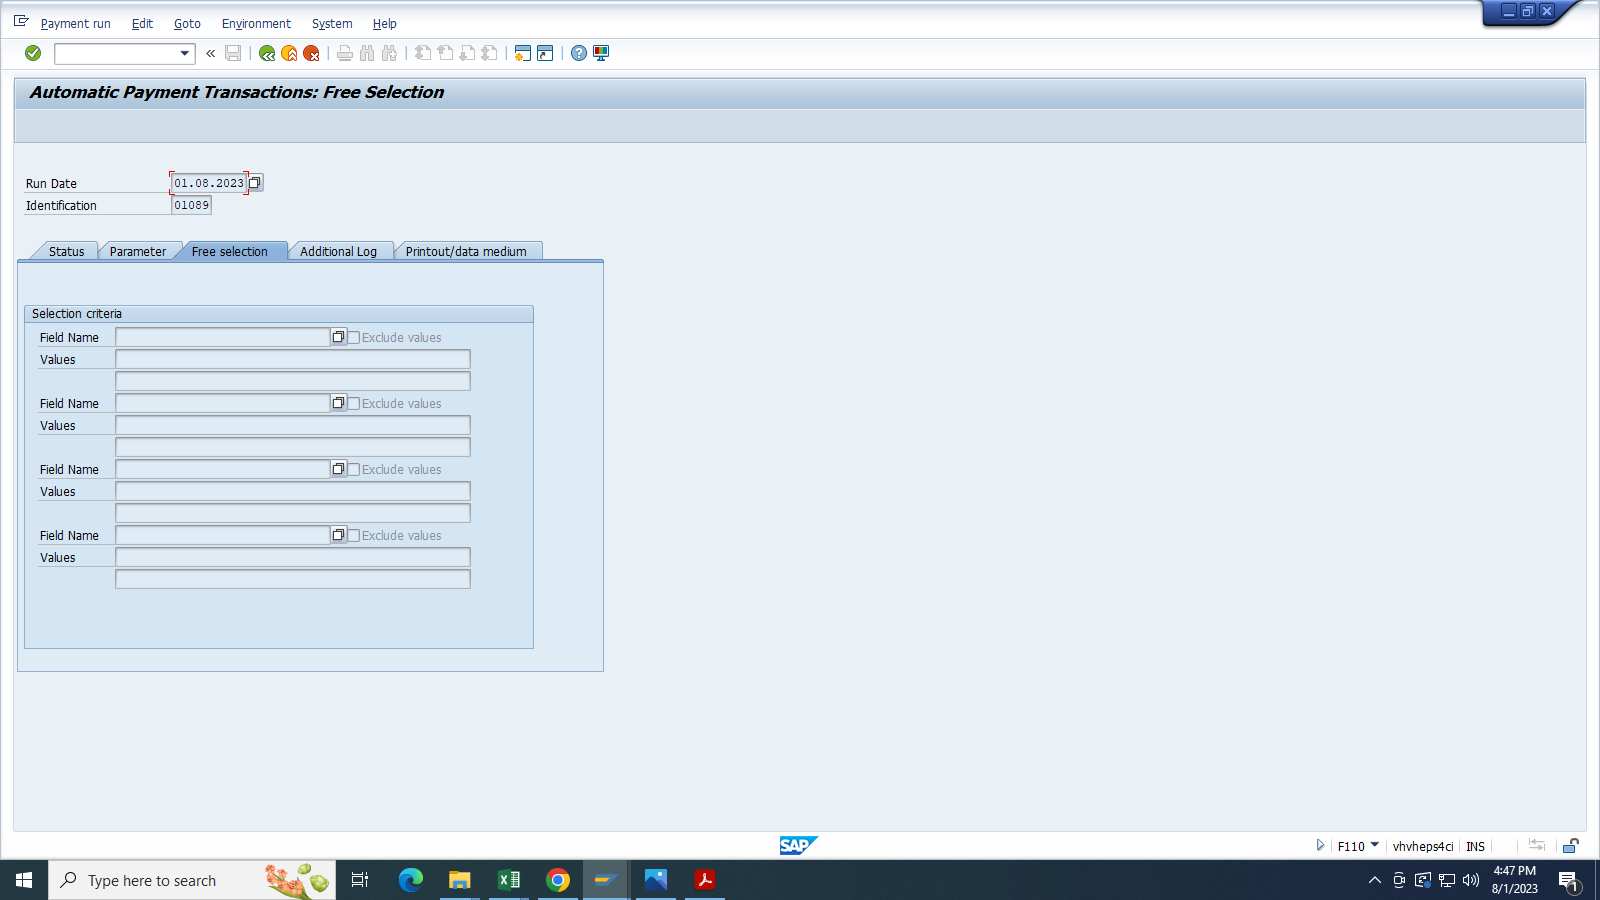 Payment run Edit Goto Environment System Help
Automatic Payment Transactions: Free Selection
Run Date 01.08.2023
Identification 01089
Status Parameter Free selection Additional Log Printout/data medium
Selection criteria
Field Name Exclude values
Values
Field Name Exclude values
Values
Field Name Exclude values
Values
Field Name Exclude values
Values
SAP F110 vhvheps4ci INS
Type here to search
4:47 PM
8/1/2023
1